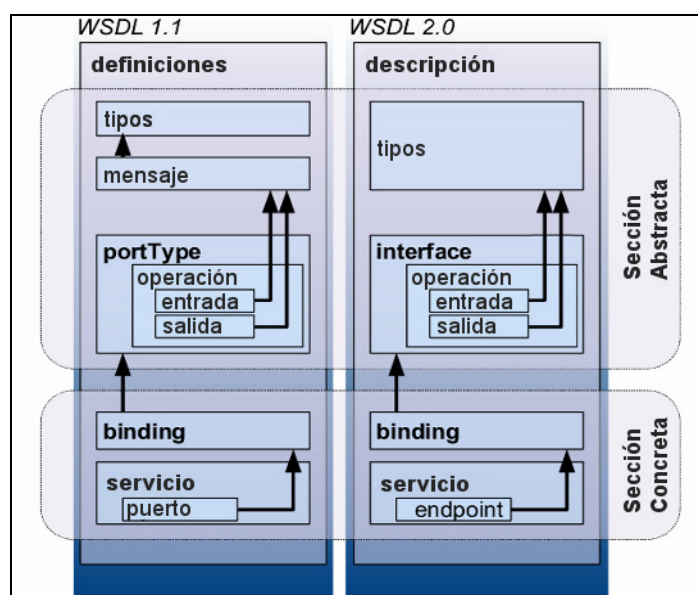 WSDL 1.1
definiciones
tipos
mensaje
portType
operación
entrada
salida
binding
servicio
puerto
WSDL 2.0
descripción
tipos
interface
operación
entrada
salida
binding
servicio
endpoint
Sección
Abstracta
Sección
Concreta